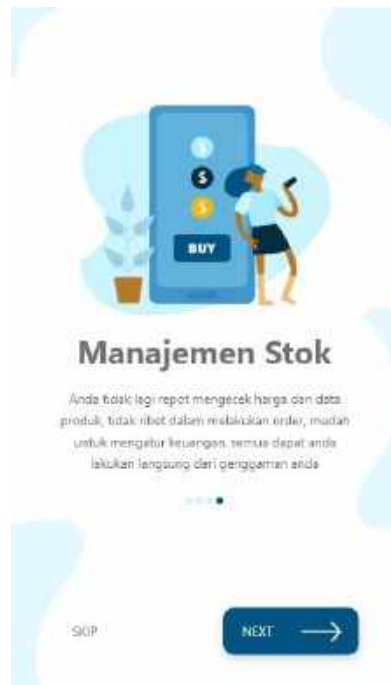 $
$
$
BUY
Manajemen Stok
Anda tidak lagi repot mengecek harga dan data
produk, tidak ribet dalam melakukan order, mudah
untuk mengatur keuangan, semua dapat anda
lakukan langsung dari genggaman anda
SKIP
NEXT